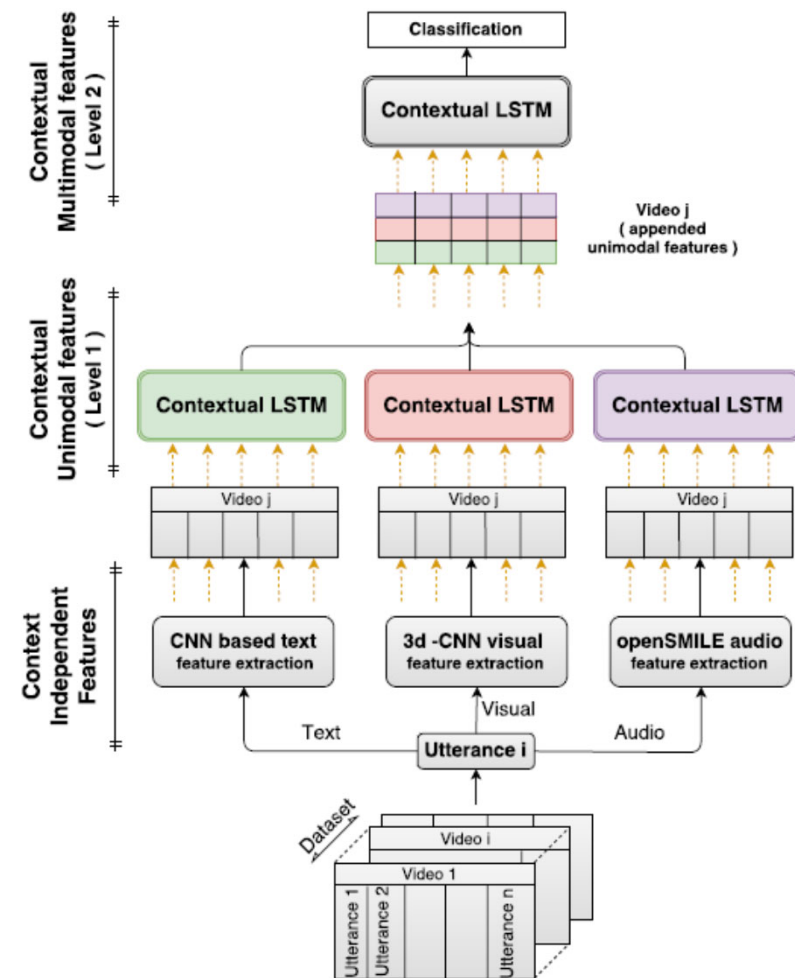 Contextual
Multimodal features
( Level 2 )
Classification
Contextual LSTM
Video j
( appended
unimodal features )
Contextual
Unimodal features
(Level 1 )
Contextual LSTM
Contextual LSTM
Contextual LSTM
Video j
Video j
Video j
Context
Independent
Features
CNN based text
feature extraction
3d -CNN visual
feature extraction
openSMILE audio
feature extraction
Text
Visual
Audio
Utterance i
Dataset
Video i
Video 1
Utterance 1
Utterance 2
Utterance n